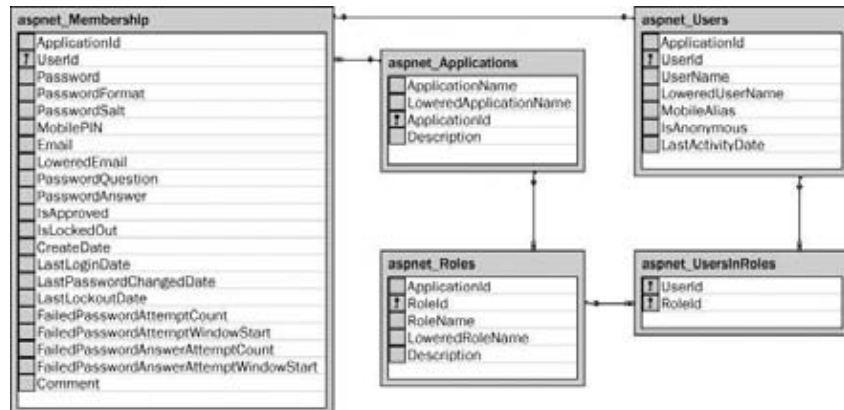 aspnet_Membership
ApplicationId
UserId
Password
PasswordFormat
PasswordSalt
MobilePIN
Email
LoweredEmail
PasswordQuestion
PasswordAnswer
IsApproved
IsLockedOut
CreateDate
LastLoginDate
LastPasswordChangedDate
LastLockoutDate
FailedPasswordAttemptCount
FailedPasswordAttemptWindowStart
FailedPasswordAnswerAttemptCount
FailedPasswordAnswerAttemptWindowStart
Comment
aspnet_Applications
ApplicationName
LoweredApplicationName
ApplicationId
Description
aspnet_Users
ApplicationId
UserId
UserName
LoweredUserName
MobileAlias
IsAnonymous
LastActivityDate
aspnet_Roles
ApplicationId
RoleId
RoleName
LoweredRoleName
Description
aspnet_UsersInRoles
UserId
RoleId